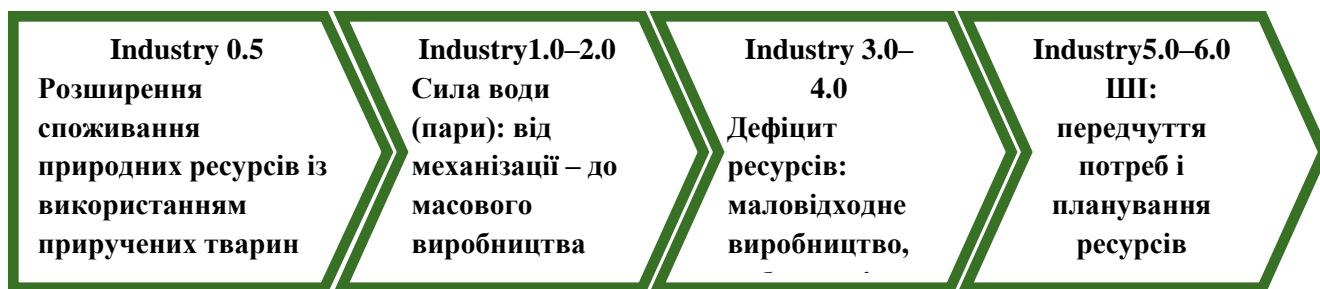 Industry 0.5
Розширення
споживання
природних ресурсів із
використанням
приручених тварин
Industry1.0–2.0
Сила води
(пари): від
механізації – до
масового
виробництва
Industry 3.0–
4.0
Дефіцит
ресурсів:
маловідходне
виробництво,
Industry5.0–6.0
ШІ:
передчуття
потреб і
планування
ресурсів